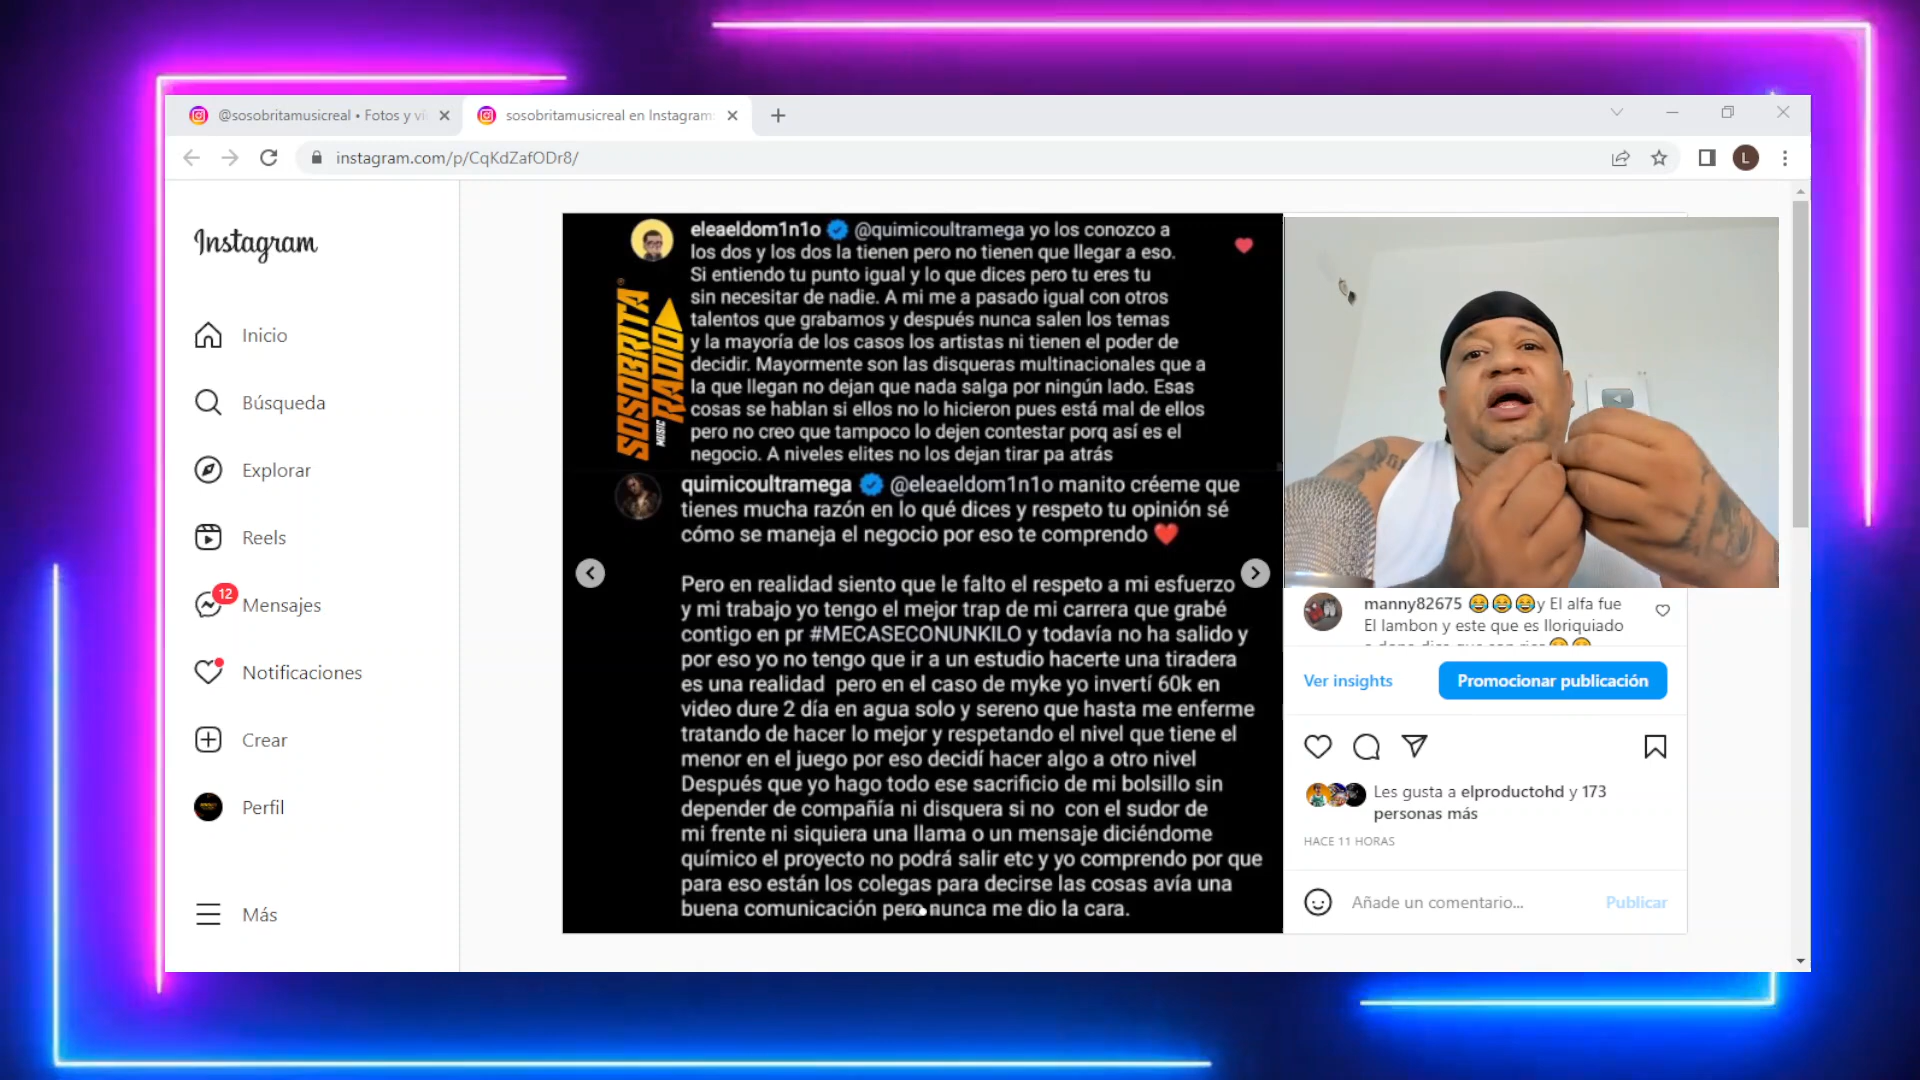 @sosobritamusicreal • Fotos y vi
sosobritamusicreal en Instagram:
instagram.com/p/CqKdZafODr8/
L
Instagram
Inicio
Búsqueda
Explorar
Reels
12
Mensajes
Notificaciones
Crear
Perfil
Más
SOSOBRITA
MUSIC RADIO
eleaeldom1n1o @quimicoultramega yo los conozco a
los dos y los dos la tienen pero no tienen que llegar a eso.
Si entiendo tu punto igual y lo que dices pero tu eres tu
sin necesitar de nadie. A mi me a pasado igual con otros
talentos que grabamos y después nunca salen los temas
y la mayoría de los casos los artistas ni tienen el poder de
decidir. Mayormente son las disqueras multinacionales que a
la que llegan no dejan que nada salga por ningún lado. Esas
cosas se hablan si ellos no lo hicieron pues está mal de ellos
pero no creo que tampoco lo dejen contestar porq así es el
negocio. A niveles elites no los dejan tirar pa atrás
quimicoultramega @eleaeldom1n1o manito créeme que
tienes mucha razón en lo qué dices y respeto tu opinión sé
cómo se maneja el negocio por eso te comprendo ❤️
Pero en realidad siento que le falto el respeto a mi esfuerzo
y mi trabajo yo tengo el mejor trap de mi carrera que grabé
contigo en pr #MECASECONUNKILO y todavía no ha salido y
por eso yo no tengo que ir a un estudio hacerte una tiradera
es una realidad pero en el caso de myke yo invertí 60k en
video dure 2 día en agua solo y sereno que hasta me enferme
tratando de hacer lo mejor y respetando el nivel que tiene el
menor en el juego por eso decidí hacer algo a otro nivel
Después que yo hago todo ese sacrificio de mi bolsillo sin
depender de compañía ni disquera si no con el sudor de
mi frente ni siquiera una llama o un mensaje diciéndome
químico el proyecto no podrá salir etc y yo comprendo por que
para eso están los colegas para decirse las cosas avía una
buena comunicación pero nunca me dio la cara.
manny82675 😂😂😂y El alfa fue
El lambon y este que es lloriquiado
Ver insights
Promocionar publicación
Les gusta a elproductohd y 173
personas más
HACE 11 HORAS
Añade un comentario...
Publicar